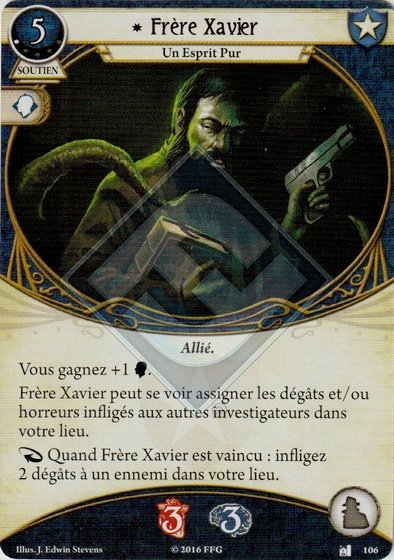 5
SOUTIEN
Frère Xavier
Un Esprit Pur
Allié.
Vous gagnez +1 .
Frère Xavier peut se voir assigner les dégâts et/ou
horreurs infligés aux autres investigateurs dans
votre lieu.
Quand Frère Xavier est vaincu : infligez
2 dégâts à un ennemi dans votre lieu.
3
3
Illus. J. Edwin Stevens
© 2016 FFG
106